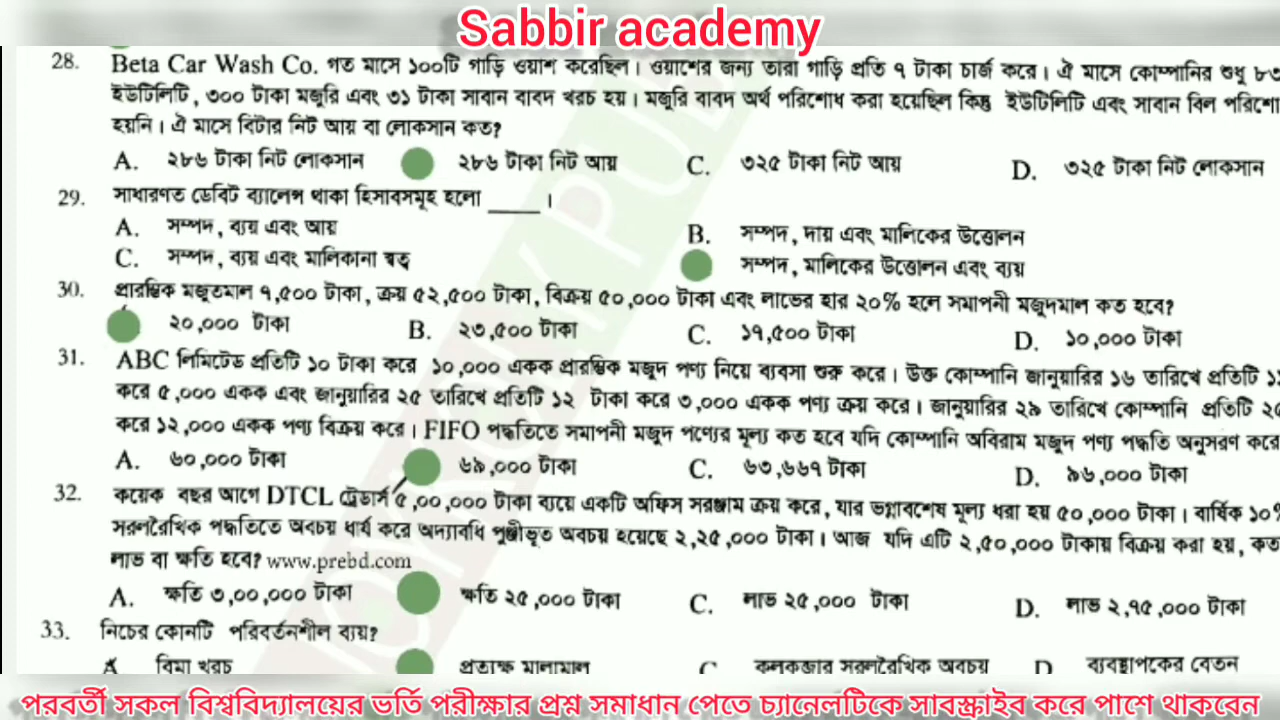 Sabbir academy
28. Beta Car Wash Co. গত মাসে ১০০টি গাড়ি ওয়াশ করেছিল। ওয়াশের জন্য তারা গাড়ি প্রতি ৭ টাকা চার্জ করে। ঐ মাসে কোম্পানির শুধু ৮৩
ইউটিলিটি, ৩০০ টাকা মজুরি এবং ৩১ টাকা সাবান বাবদ খরচ হয়। মজুরি বাবদ অর্থ পরিশোধ করা হয়েছিল কিন্তু ইউটিলিটি এবং সাবান বিল পরিশো
হয়নি। ঐ মাসে বিটার নিট আয় বা লোকসান কত?
A. ২৮৬ টাকা নিট লোকসান ২৮৬ টাকা নিট আয় C. ৩২৫ টাকা নিট আয় D. ৩২৫ টাকা নিট লোকসান
29. সাধারণত ডেবিট ব্যালেন্স থাকা হিসাবসমূহ হলো _____ ।
A. সম্পদ, ব্যয় এবং আয় B. সম্পদ, দায় এবং মালিকের উত্তোলন
C. সম্পদ, ব্যয় এবং মালিকানা স্বত্ব সম্পদ, মালিকের উত্তোলন এবং ব্যয়
30. প্রারম্ভিক মজুতমাল ৭,৫০০ টাকা, ক্রয় ৫২,৫০০ টাকা, বিক্রয় ৫০,০০০ টাকা এবং লাভের হার ২০% হলে সমাপনী মজুদমাল কত হবে?
২০,০০০ টাকা B. ২৩,৫০০ টাকা C. ১৭,৫০০ টাকা D. ১০,০০০ টাকা
31. ABC লিমিটেড প্রতিটি ১০ টাকা করে ১০,০০০ একক প্রারম্ভিক মজুদ পণ্য নিয়ে ব্যবসা শুরু করে। উক্ত কোম্পানি জানুয়ারির ১৬ তারিখে প্রতিটি ১১
করে ৫,০০০ একক এবং জানুয়ারির ২৫ তারিখে প্রতিটি ১২ টাকা করে ৩,০০০ একক পণ্য ক্রয় করে। জানুয়ারির ২৯ তারিখে কোম্পানি প্রতিটি ২৫
করে ১২,০০০ একক পণ্য বিক্রয় করে। FIFO পদ্ধতিতে সমাপনী মজুদ পণ্যের মূল্য কত হবে যদি কোম্পানি অবিরাম মজুদ পণ্য পদ্ধতি অনুসরণ করে
A. ৬০,০০০ টাকা ৬৯,০০০ টাকা C. ৬৩,৬৬৭ টাকা D. ৯৬,০০০ টাকা
32. কয়েক বছর আগে DTCL ট্রেডার্স ৫,০০,০০০ টাকা ব্যয়ে একটি অফিস সরঞ্জাম ক্রয় করে, যার ভগ্নাবশেষ মূল্য ধরা হয় ৫০,০০০ টাকা। বার্ষিক ১০%
সরলরৈখিক পদ্ধতিতে অবচয় ধার্য করে অদ্যাবধি পুঞ্জীভূত অবচয় হয়েছে ২,২৫,০০০ টাকা। আজ যদি এটি ২,৫০,০০০ টাকায় বিক্রয় করা হয়, কত
লাভ বা ক্ষতি হবে? www.prebd.com
A. ক্ষতি ৩,০০,০০০ টাকা ক্ষতি ২৫,০০০ টাকা C. লাভ ২৫,০০০ টাকা D. লাভ ২,৭৫,০০০ টাকা
33. নিচের কোনটি পরিবর্তনশীল ব্যয়?
A বিমা খরচ প্রত্যক্ষ মালামাল C কলকজার সরলরৈখিক অবচয় D ব্যবস্থাপকের বেতন
পরবর্তী সকল বিশ্ববিদ্যালয়ের ভর্তি পরীক্ষার প্রশ্ন সমাধান পেতে চ্যানেলটিকে সাবস্ক্রাইব করে পাশে থাকবেন